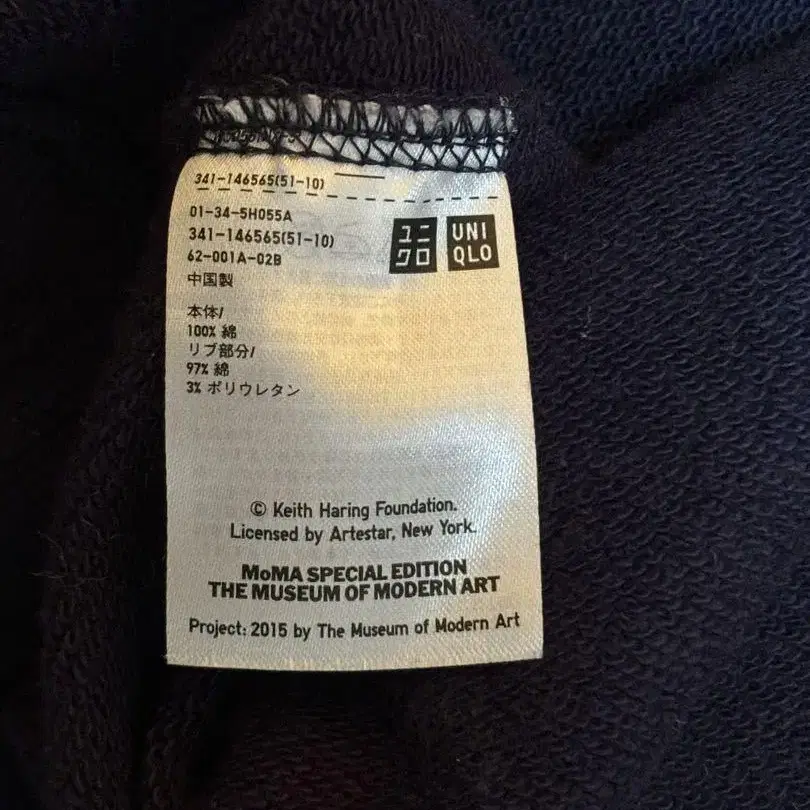 341-146565(51-10)
01-34-5H055A
341-146565(51-10)
62-001A-02B
中国製
ユニ
クロ
UNI
QLO
本体/
100% 綿
リブ部分/
97% 綿
3% ポリウレタン
© Keith Haring Foundation.
Licensed by Artestar, New York.
MoMA SPECIAL EDITION
THE MUSEUM OF MODERN ART
Project: 2015 by The Museum of Modern Art